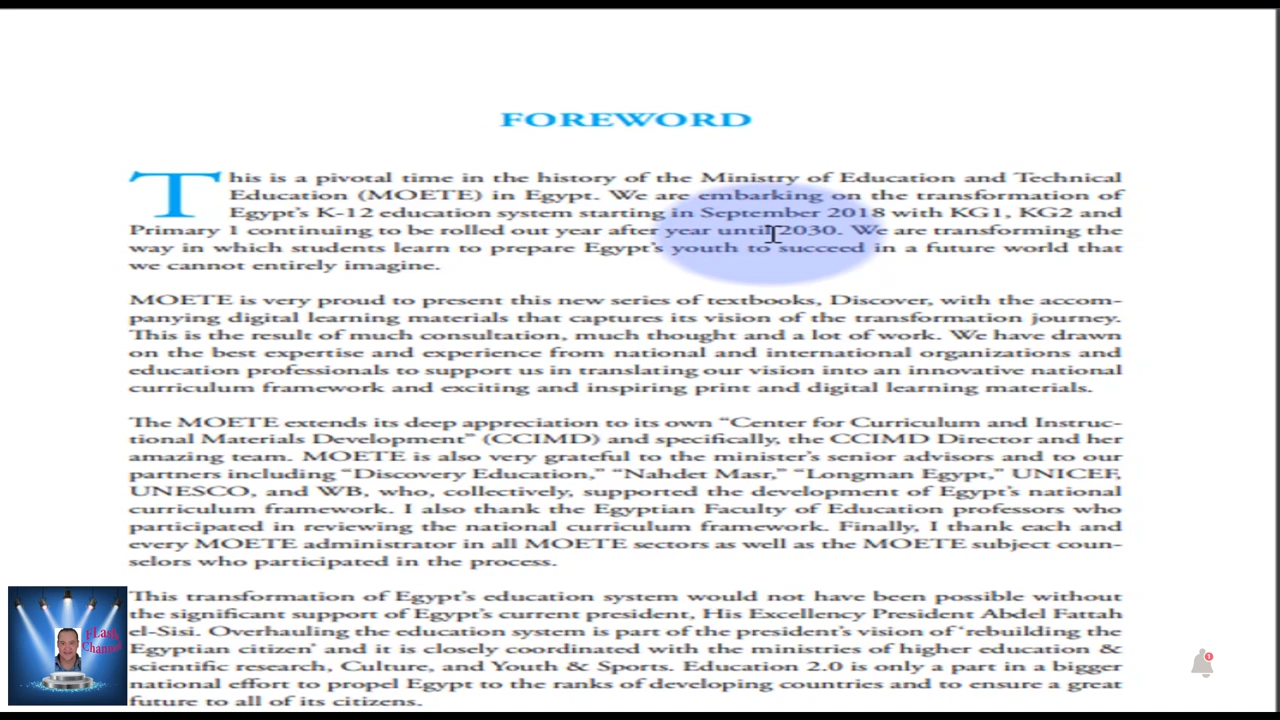 FOREWORD
This is a pivotal time in the history of the Ministry of Education and Technical
Education (MOETE) in Egypt. We are embarking on the transformation of
Egypt's K-12 education system starting in September 2018 with KG1, KG2 and
Primary 1 continuing to be rolled out year after year until 2030. We are transforming the
way in which students learn to prepare Egypt's youth to succeed in a future world that
we cannot entirely imagine.
MOETE is very proud to present this new series of textbooks, Discover, with the accom-
panying digital learning materials that captures its vision of the transformation journey.
This is the result of much consultation, much thought and a lot of work. We have drawn
on the best expertise and experience from national and international organizations and
education professionals to support us in translating our vision into an innovative national
curriculum framework and exciting and inspiring print and digital learning materials.
The MOETE extends its deep appreciation to its own "Center for Curriculum and Instruc-
tional Materials Development" (CCIMD) and specifically, the CCIMD Director and her
amazing team. MOETE is also very grateful to the minister's senior advisors and to our
partners including "Discovery Education," "Nahdet Masr," "Longman Egypt," UNICEF,
UNESCO, and WB, who, collectively, supported the development of Egypt's national
curriculum framework. I also thank the Egyptian Faculty of Education professors who
participated in reviewing the national curriculum framework. Finally, I thank each and
every MOETE administrator in all MOETE sectors as well as the MOETE subject coun-
selors who participated in the process.
This transformation of Egypt's education system would not have been possible without
the significant support of Egypt's current president, His Excellency President Abdel Fattah
el-Sisi. Overhauling the education system is part of the president's vision of 'rebuilding the
Egyptian citizen' and it is closely coordinated with the ministries of higher education &
scientific research, Culture, and Youth & Sports. Education 2.0 is only a part in a bigger
national effort to propel Egypt to the ranks of developing countries and to ensure a great
future to all of its citizens.
FLash
Channel
1